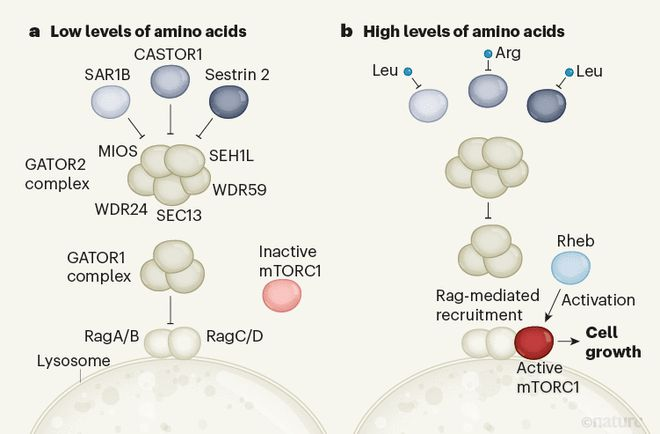 a Low levels of amino acids
CASTOR1
SAR1B
Sestrin 2
MIOS
SEH1L
GATOR2
complex
WDR59
WDR24
SEC13
GATOR1
complex
Inactive
mTORC1
RagA/B
RagC/D
Lysosome
b High levels of amino acids
Arg
Leu
Leu
Rheb
Rag-mediated
recruitment
Activation
Cell
growth
Active
mTORC1
©nature